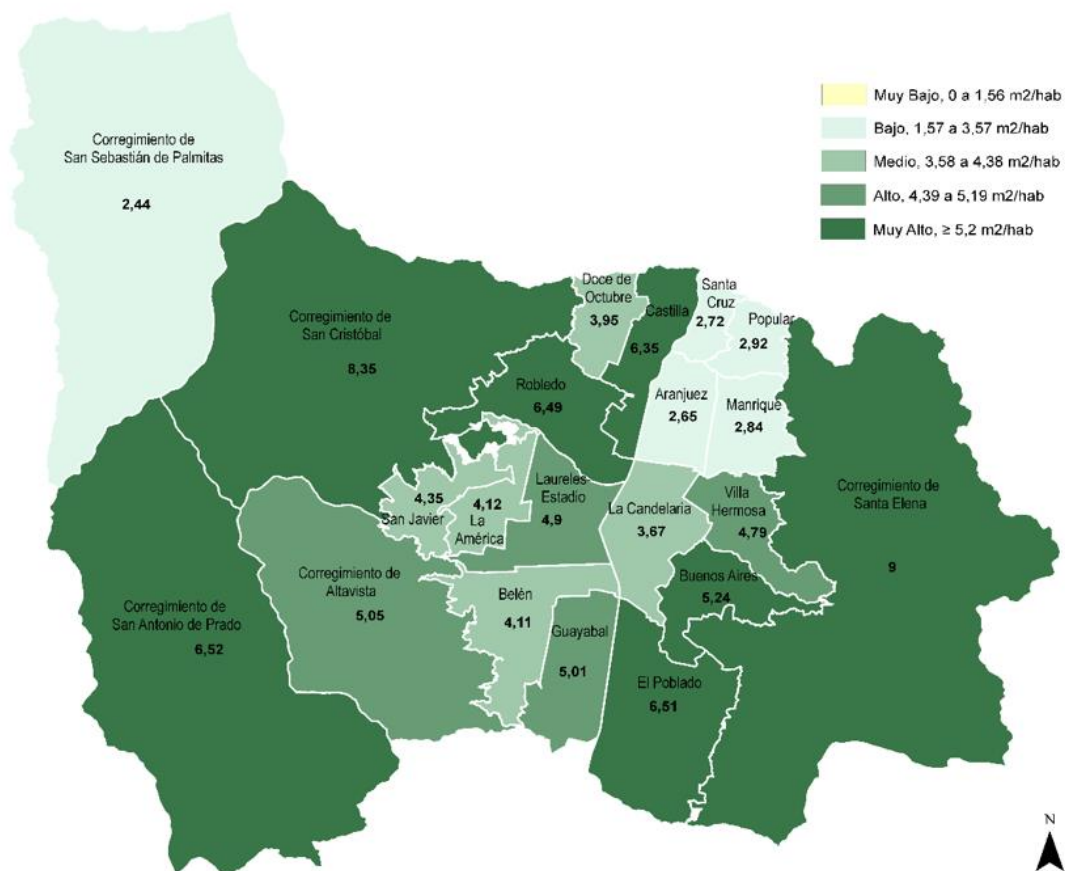 Muy Bajo, 0 a 1,56 m2/hab
Bajo, 1,57 a 3,57 m2/hab
Medio, 3,58 a 4,38 m2/hab
Alto, 4,39 a 5,19 m2/hab
Muy Alto, ≥ 5,2 m2/hab
Corregimiento de
San Sebastián de Palmitas
2,44
Corregimiento de
San Cristóbal
8,35
Doce de
Octubre
3,95
Castilla
6,35
Santa
Cruz
2,72
Popular
2,92
Robledo
6,49
Aranjuez
2,65
Manrique
2,84
Corregimiento de
Santa Elena
9
4,35
San Javier
4,12
La
América
Laureles-
Estadio
4,9
La Candelaria
3,67
Villa
Hermosa
4,79
Buenos Aires
5,24
Corregimiento de
Altavista
5,05
Belén
4,11
Guayabal
5,01
El Poblado
6,51
Corregimiento de
San Antonio de Prado
6,52
N